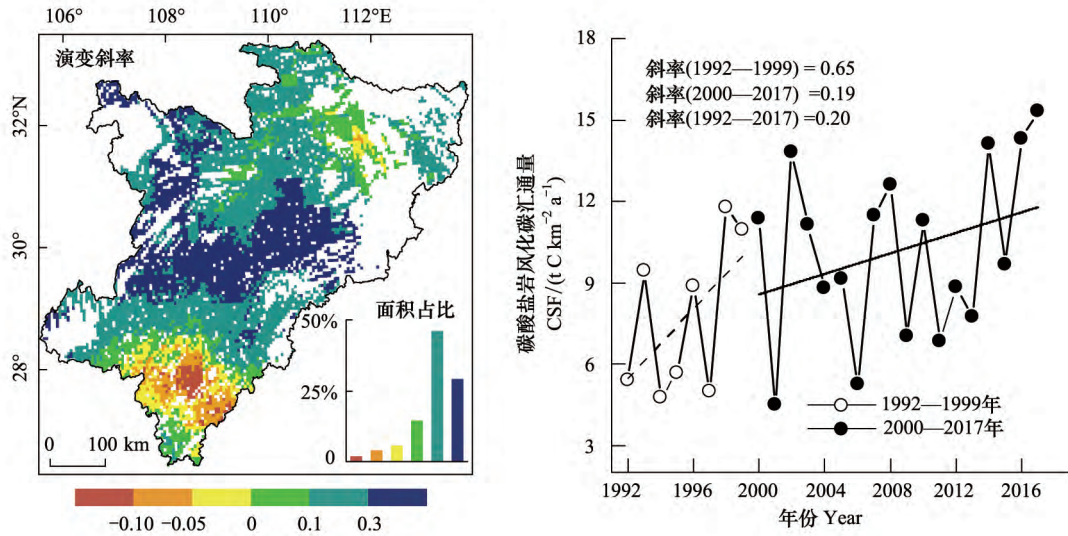 106°
108°
110°
112°E
演变斜率
32°N
30°
28°
面积占比
50%
25%
0
0 100 km
−0.10 −0.05 0 0.1 0.3
斜率(1992—1999) = 0.65
斜率(2000—2017) =0.19
斜率(1992—2017) =0.20
碳酸盐岩风化碳汇通量
CSF/(t C km⁻² a⁻¹)
18
15
12
9
6
3
1992—1999年
2000—2017年
1992 1996 2000 2004 2008 2012 2016
年份 Year